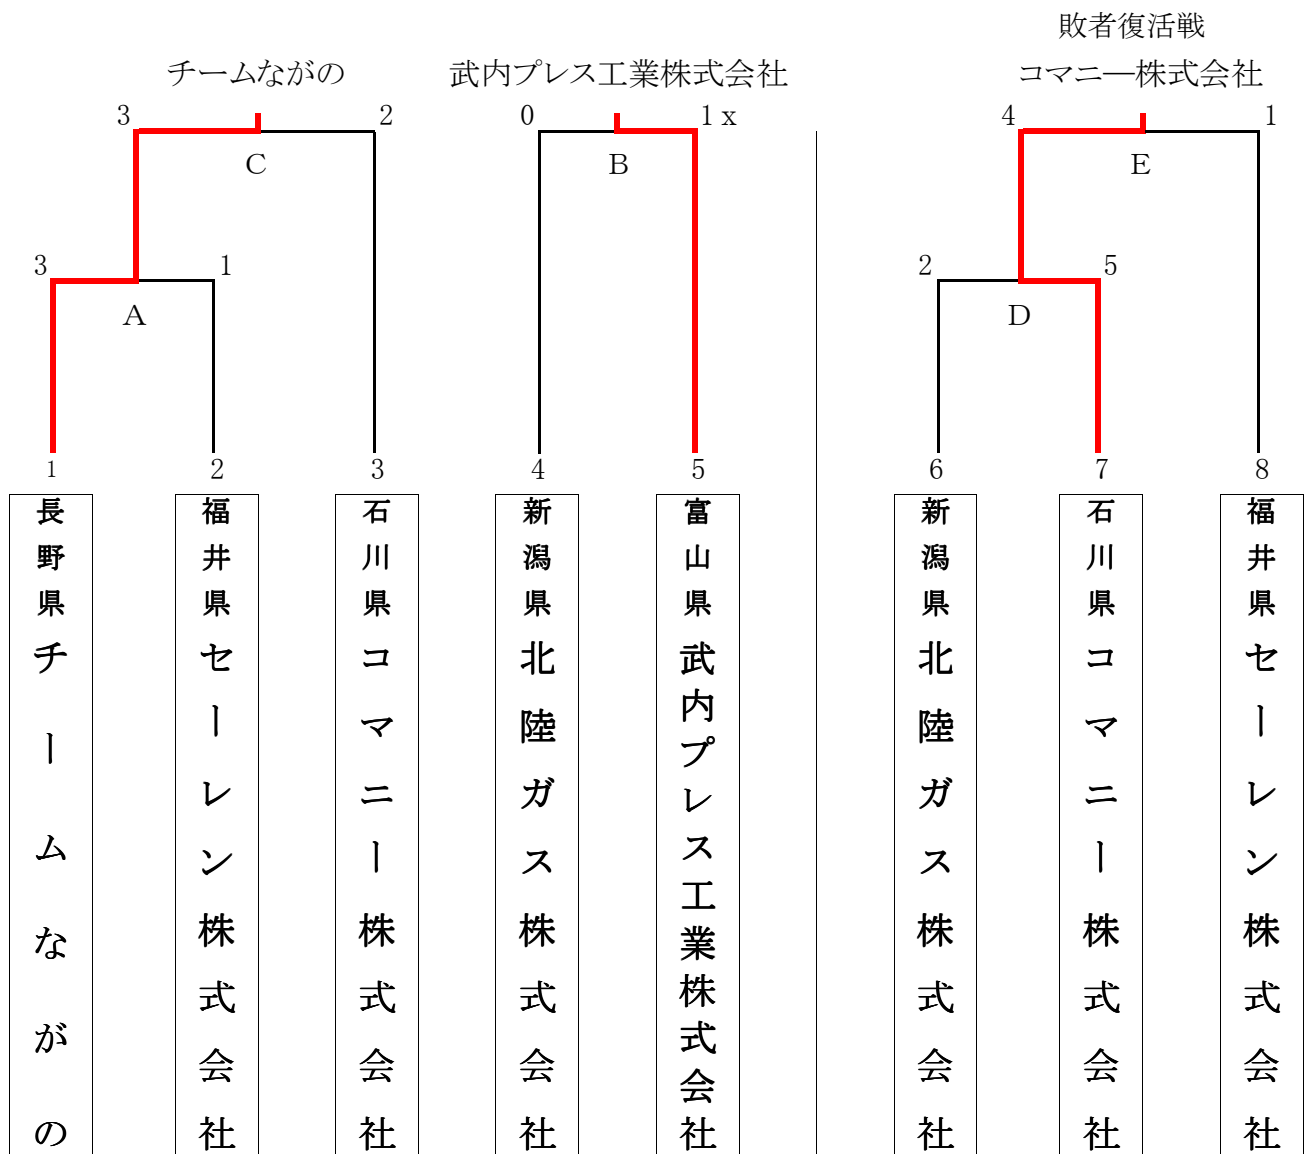 敗者復活戦
チームながの
武内プレス工業株式会社
コマニ―株式会社
3
2
0
1x
4
1
C
B
E
3
1
2
5
A
D
1
2
3
4
5
6
7
8
長野県チームながの
福井県セーレン株式会社
石川県コマニー株式会社
新潟県北陸ガス株式会社
富山県武内プレス工業株式会社
新潟県北陸ガス株式会社
石川県コマニー株式会社
福井県セーレン株式会社